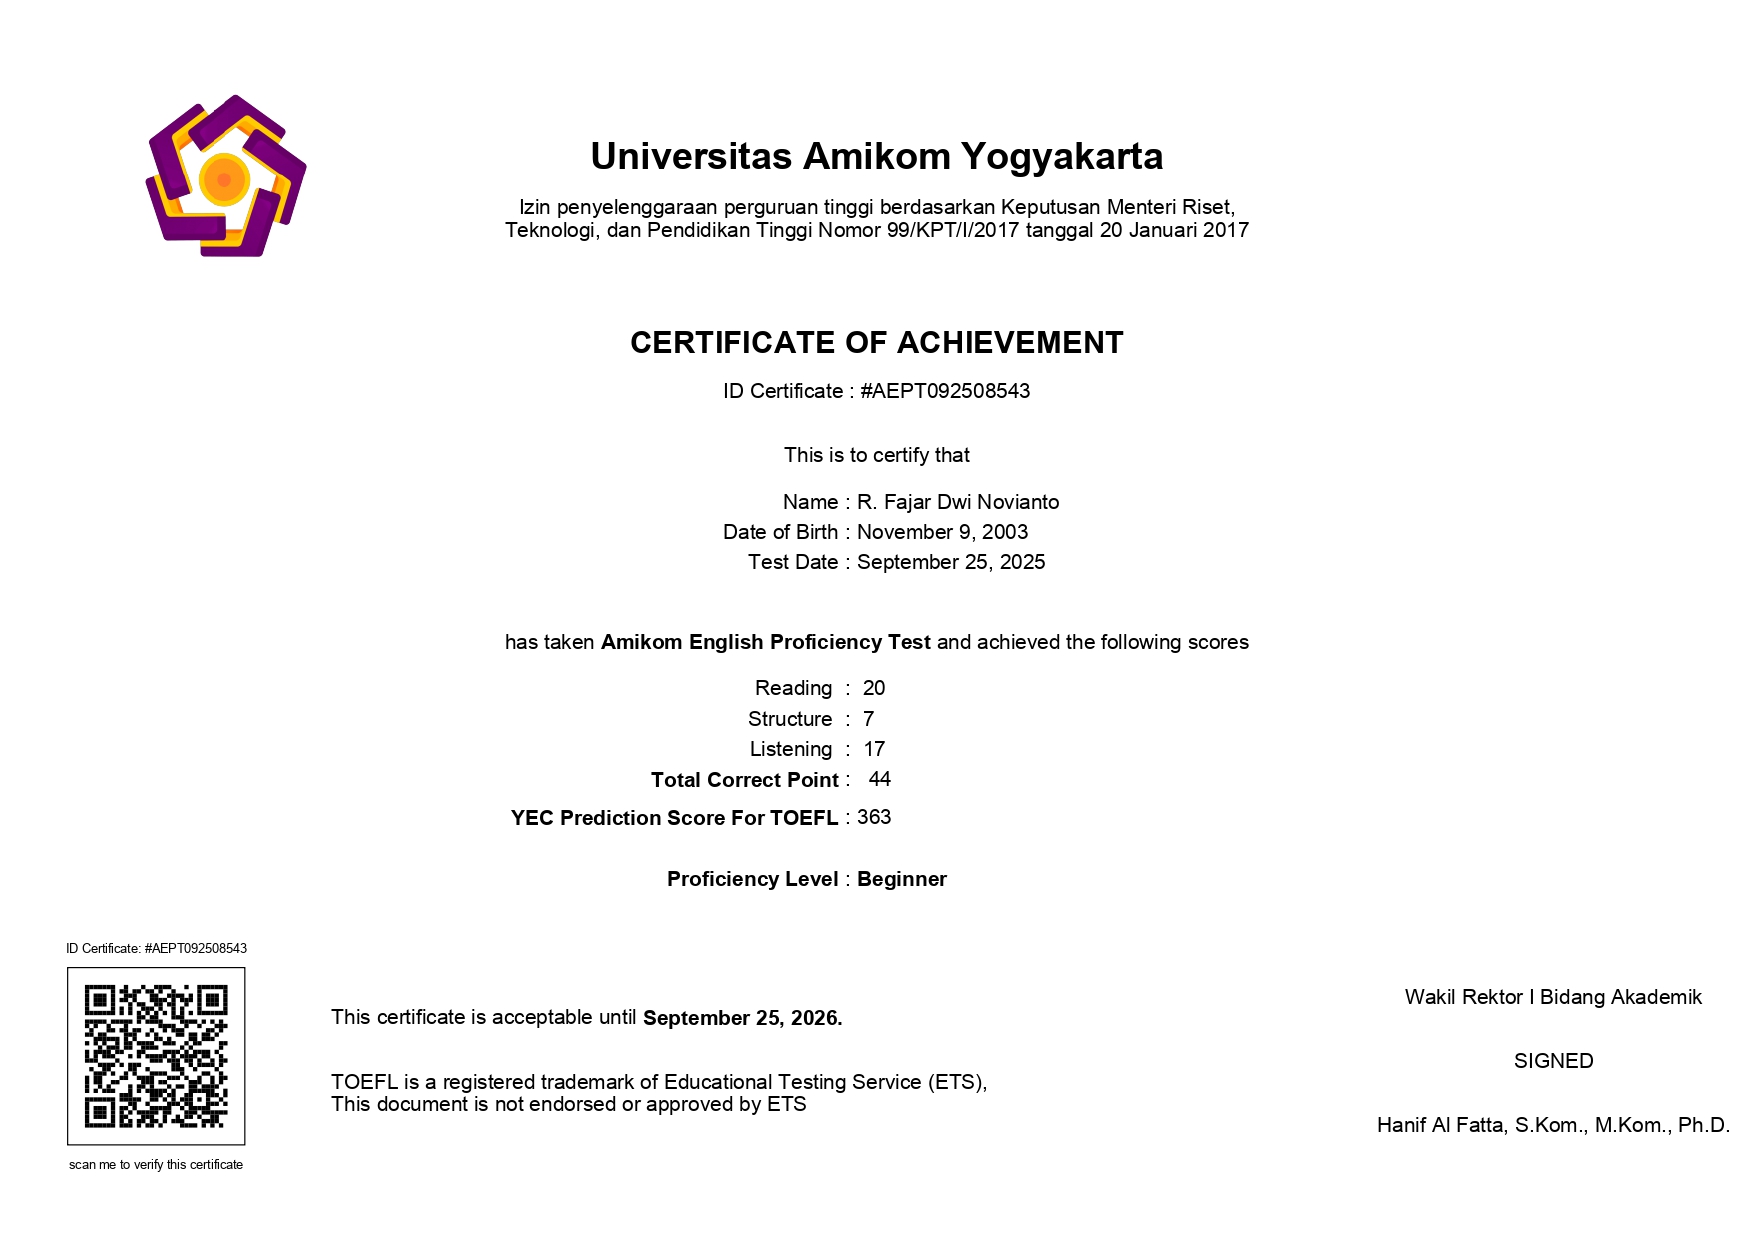 Universitas Amikom Yogyakarta
Izin penyelenggaraan perguruan tinggi berdasarkan Keputusan Menteri Riset,
Teknologi, dan Pendidikan Tinggi Nomor 99/KPT/I/2017 tanggal 20 Januari 2017
CERTIFICATE OF ACHIEVEMENT
ID Certificate : #AEPT092508543
This is to certify that
Name : R. Fajar Dwi Novianto
Date of Birth : November 9, 2003
Test Date : September 25, 2025
has taken Amikom English Proficiency Test and achieved the following scores
Reading : 20
Structure : 7
Listening : 17
Total Correct Point : 44
YEC Prediction Score For TOEFL : 363
Proficiency Level : Beginner
ID Certificate: #AEPT092508543
scan me to verify this certificate
This certificate is acceptable until September 25, 2026.
TOEFL is a registered trademark of Educational Testing Service (ETS),
This document is not endorsed or approved by ETS
Wakil Rektor I Bidang Akademik
SIGNED
Hanif Al Fatta, S.Kom., M.Kom., Ph.D.